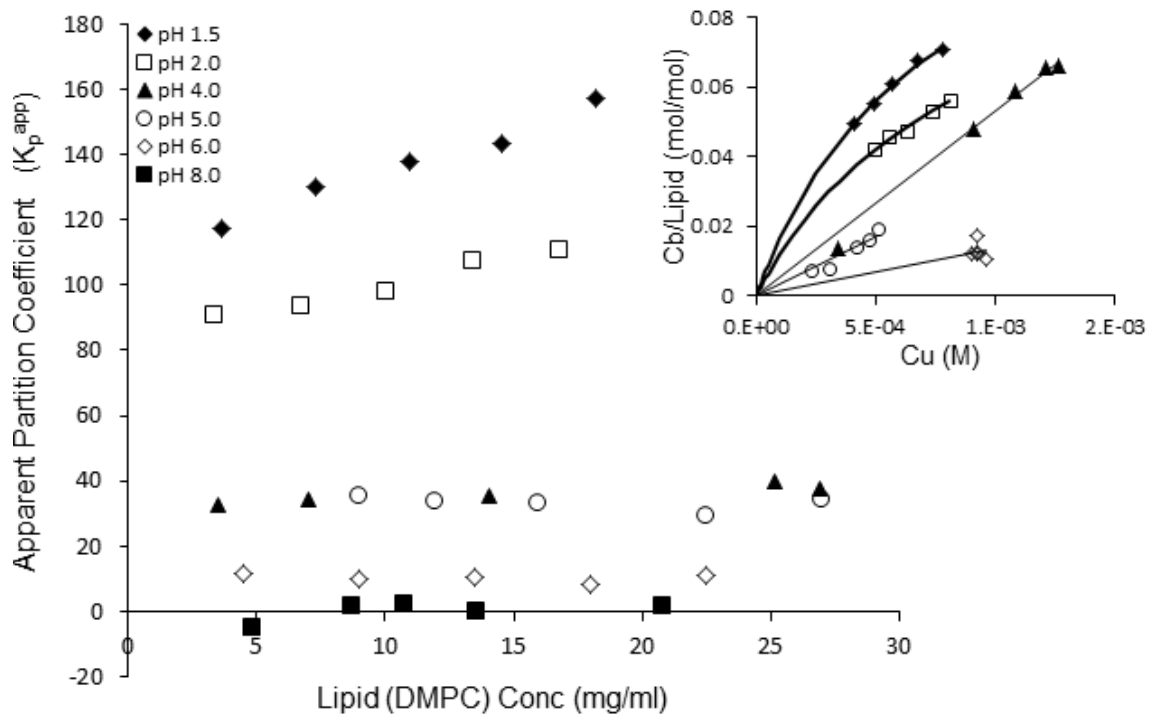 Apparent Partition Coefficient (Kₚᵃᵖᵖ)
180
160
140
120
100
80
60
40
20
0
-20
pH 1.5
pH 2.0
pH 4.0
pH 5.0
pH 6.0
pH 8.0
0
5
10
15
20
25
30
Lipid (DMPC) Conc (mg/ml)
Cb/Lipid (mol/mol)
0.08
0.06
0.04
0.02
0
0.E+00
5.E-04
1.E-03
2.E-03
Cu (M)